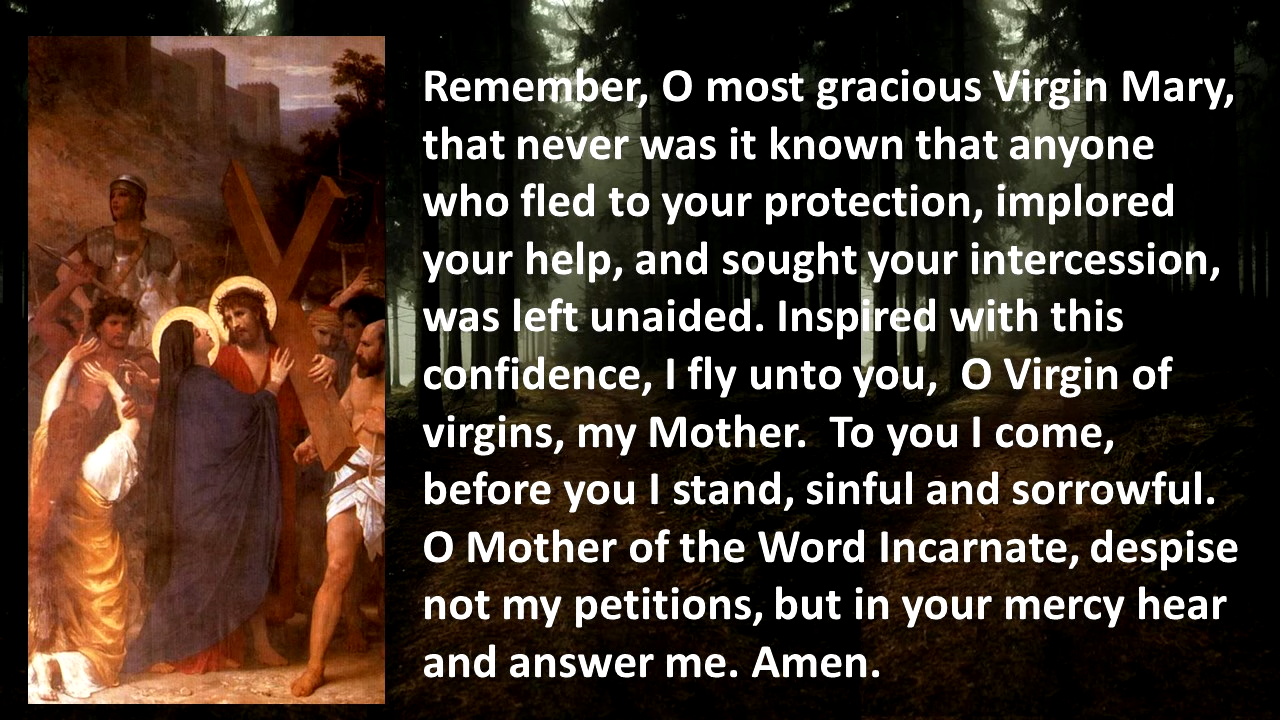 Remember, O most gracious Virgin Mary,
that never was it known that anyone
who fled to your protection, implored
your help, and sought your intercession,
was left unaided. Inspired with this
confidence, I fly unto you,  O Virgin of
virgins, my Mother.  To you I come,
before you I stand, sinful and sorrowful.
O Mother of the Word Incarnate, despise
not my petitions, but in your mercy hear
and answer me. Amen.